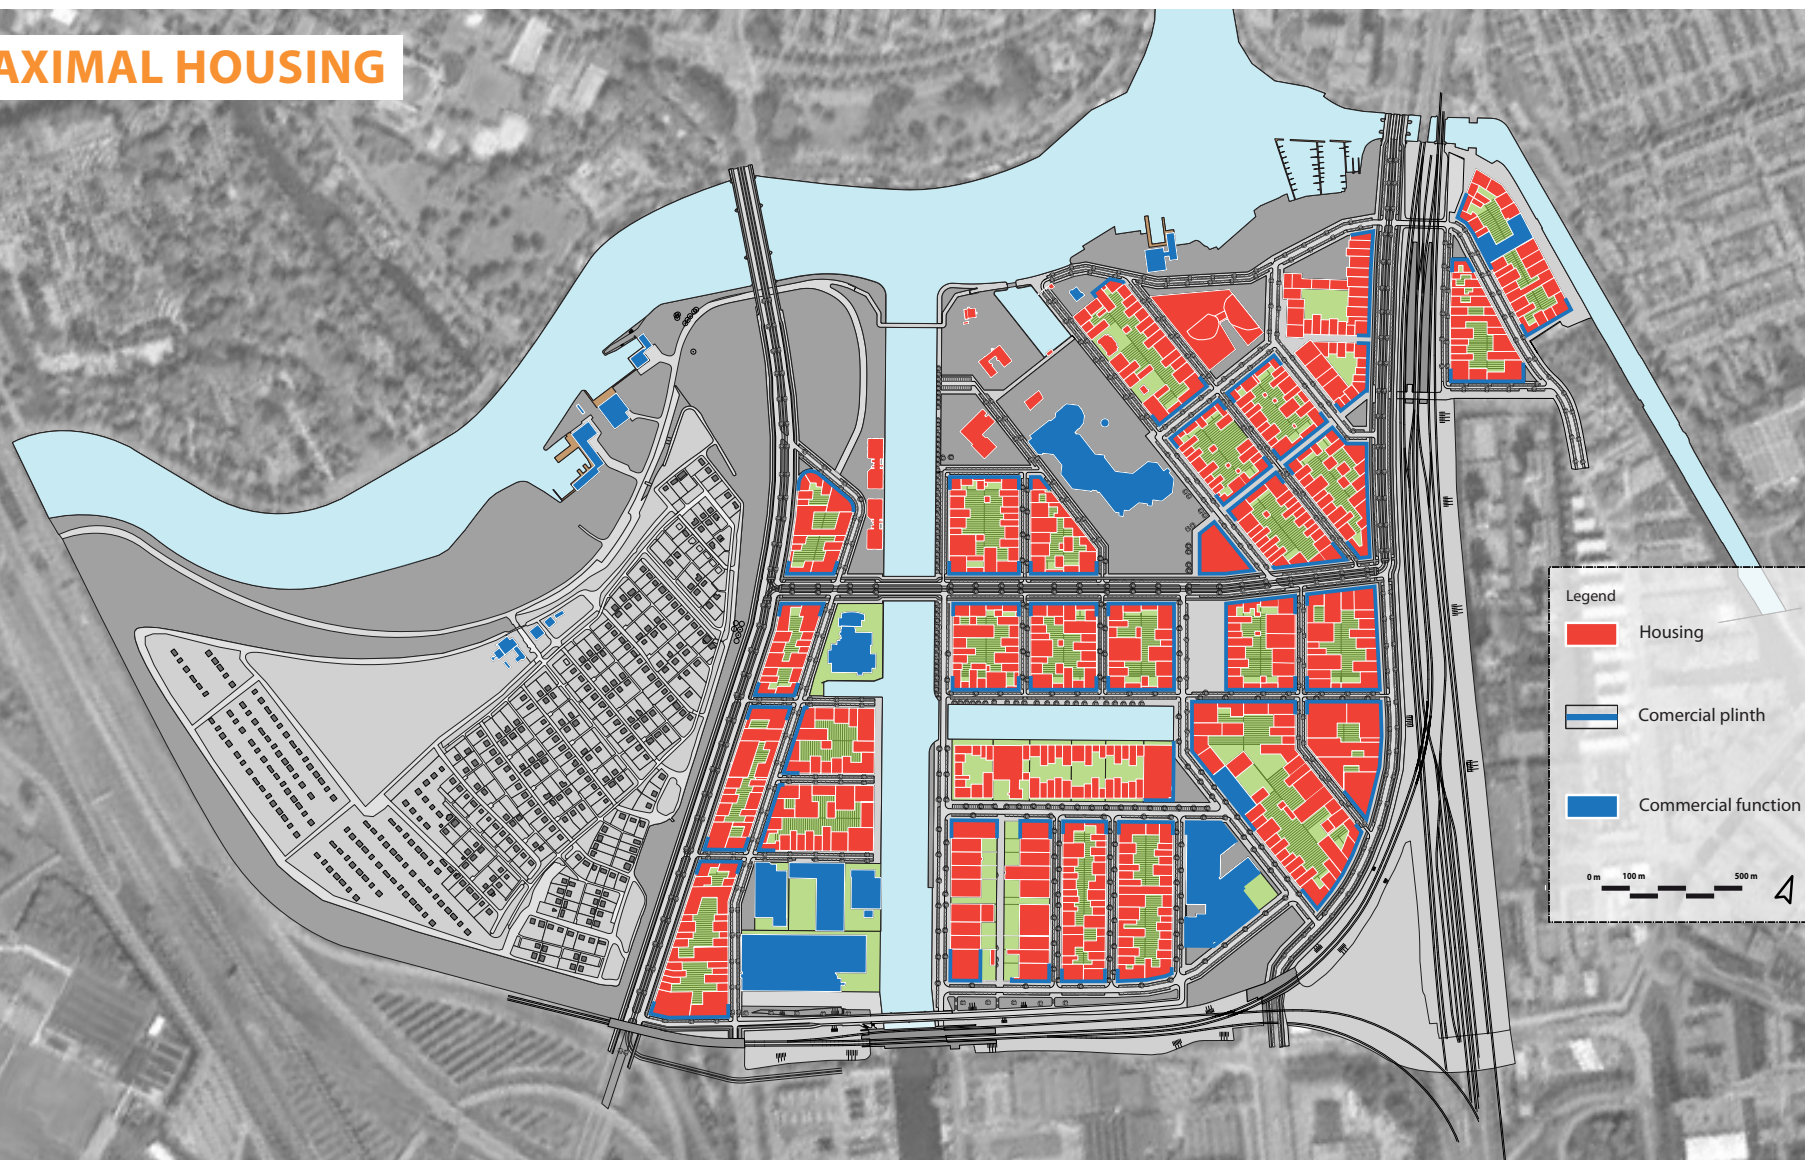 AXIMAL HOUSING
Legend
Housing
Comercial plinth
Commercial function
0 m 100 m 500 m